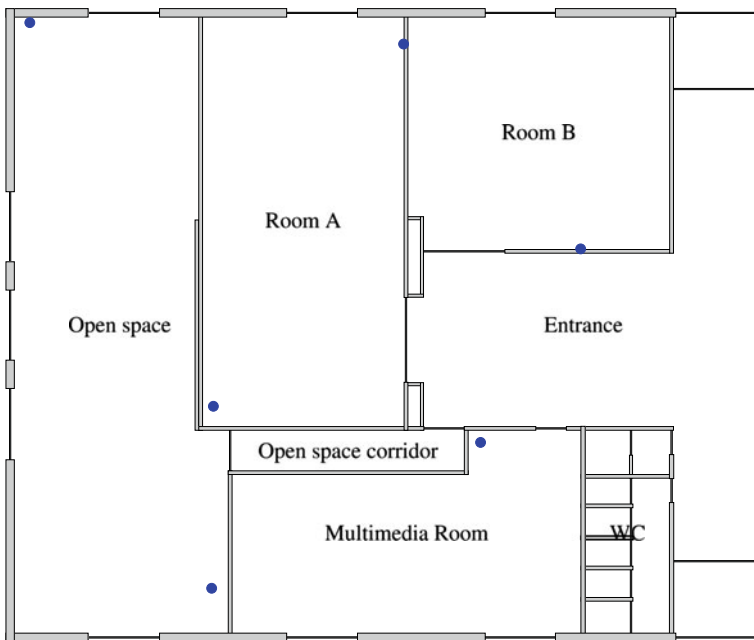 Room B
Room A
Open space
Entrance
Open space corridor
Multimedia Room
WC